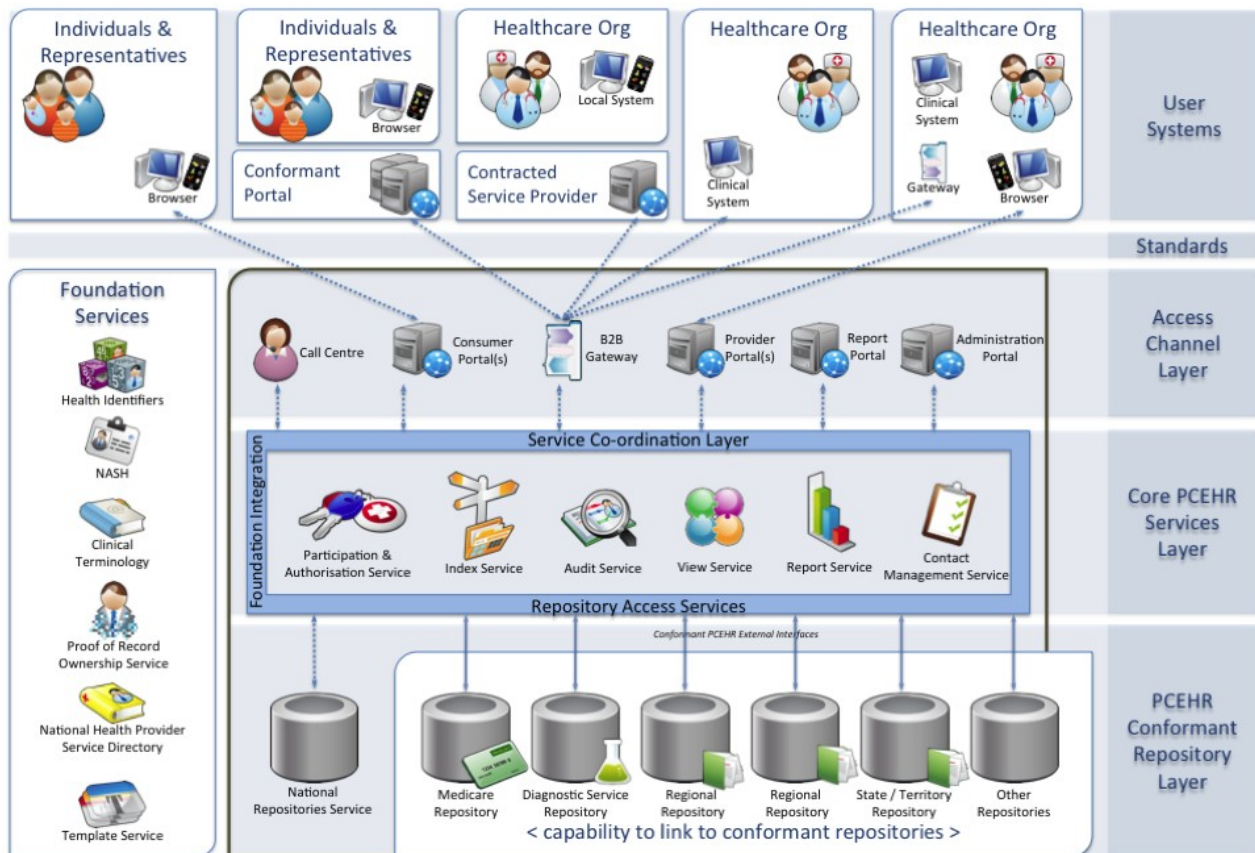 Individuals &
Representatives
Browser
Individuals &
Representatives
Browser
Conformant
Portal
Healthcare Org
Local System
Contracted
Service Provider
Healthcare Org
Clinical
System
Healthcare Org
Clinical
System
Gateway
Browser
User
Systems
Standards
Foundation
Services
Health Identifiers
NASH
Clinical
Terminology
Proof of Record
Ownership Service
National Health Provider
Service Directory
Template Service
Call Centre
Consumer
Portal(s)
B2B
Gateway
Provider
Portal(s)
Report
Portal
Administration
Portal
Access
Channel
Layer
Foundation Integration
Service Co-ordination Layer
Participation &
Authorisation Service
Index Service
Audit Service
View Service
Report Service
Contact
Management Service
Repository Access Services
Core PCEHR
Services
Layer
Conformant PCEHR External Interfaces
National
Repositories Service
Medicare
Repository
Diagnostic Service
Repository
Regional
Repository
Regional
Repository
State / Territory
Repository
Other
Repositories
< capability to link to conformant repositories >
PCEHR
Conformant
Repository
Layer